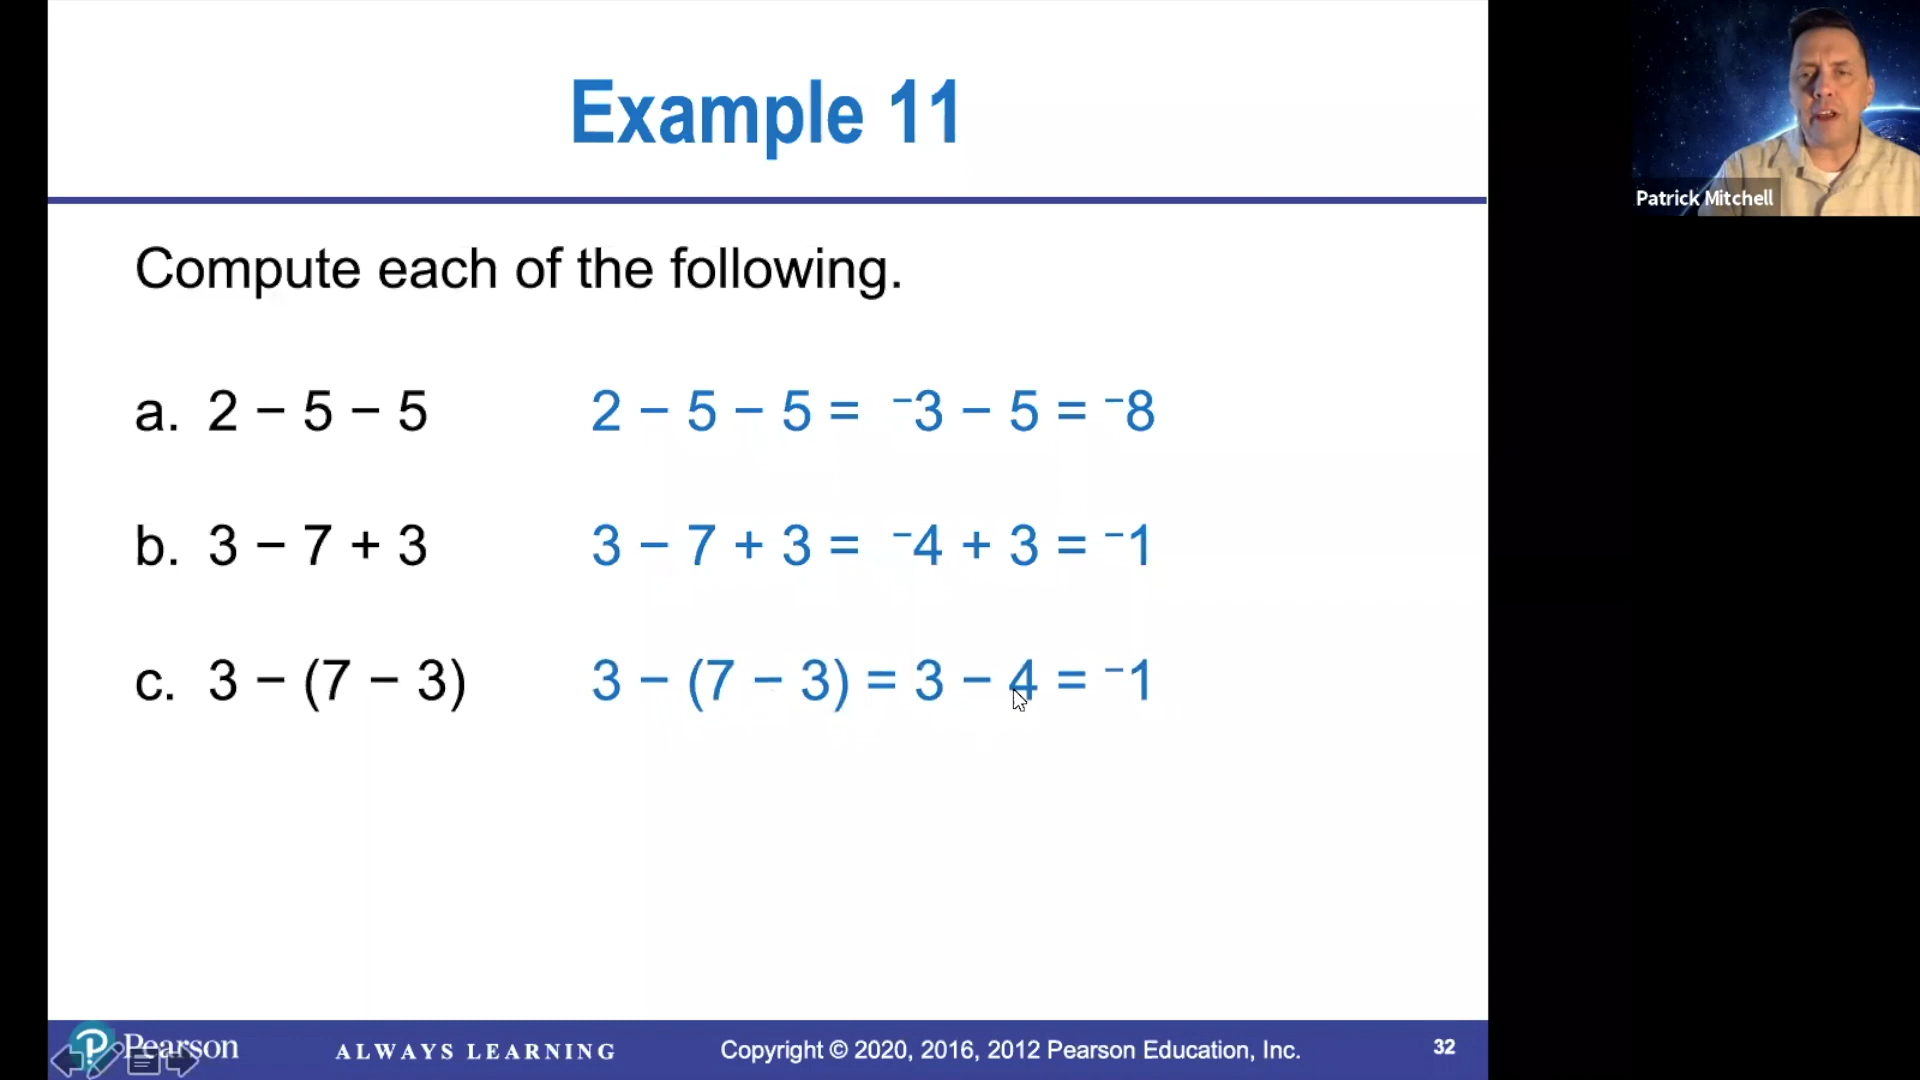 Example 11
Patrick Mitchell
Compute each of the following.
a. 2 − 5 − 5 2 − 5 − 5 = ⁻3 − 5 = ⁻8
b. 3 − 7 + 3 3 − 7 + 3 = ⁻4 + 3 = ⁻1
c. 3 − (7 − 3) 3 − (7 − 3) = 3 − 4 = ⁻1
Pearson ALWAYS LEARNING Copyright © 2020, 2016, 2012 Pearson Education, Inc. 32